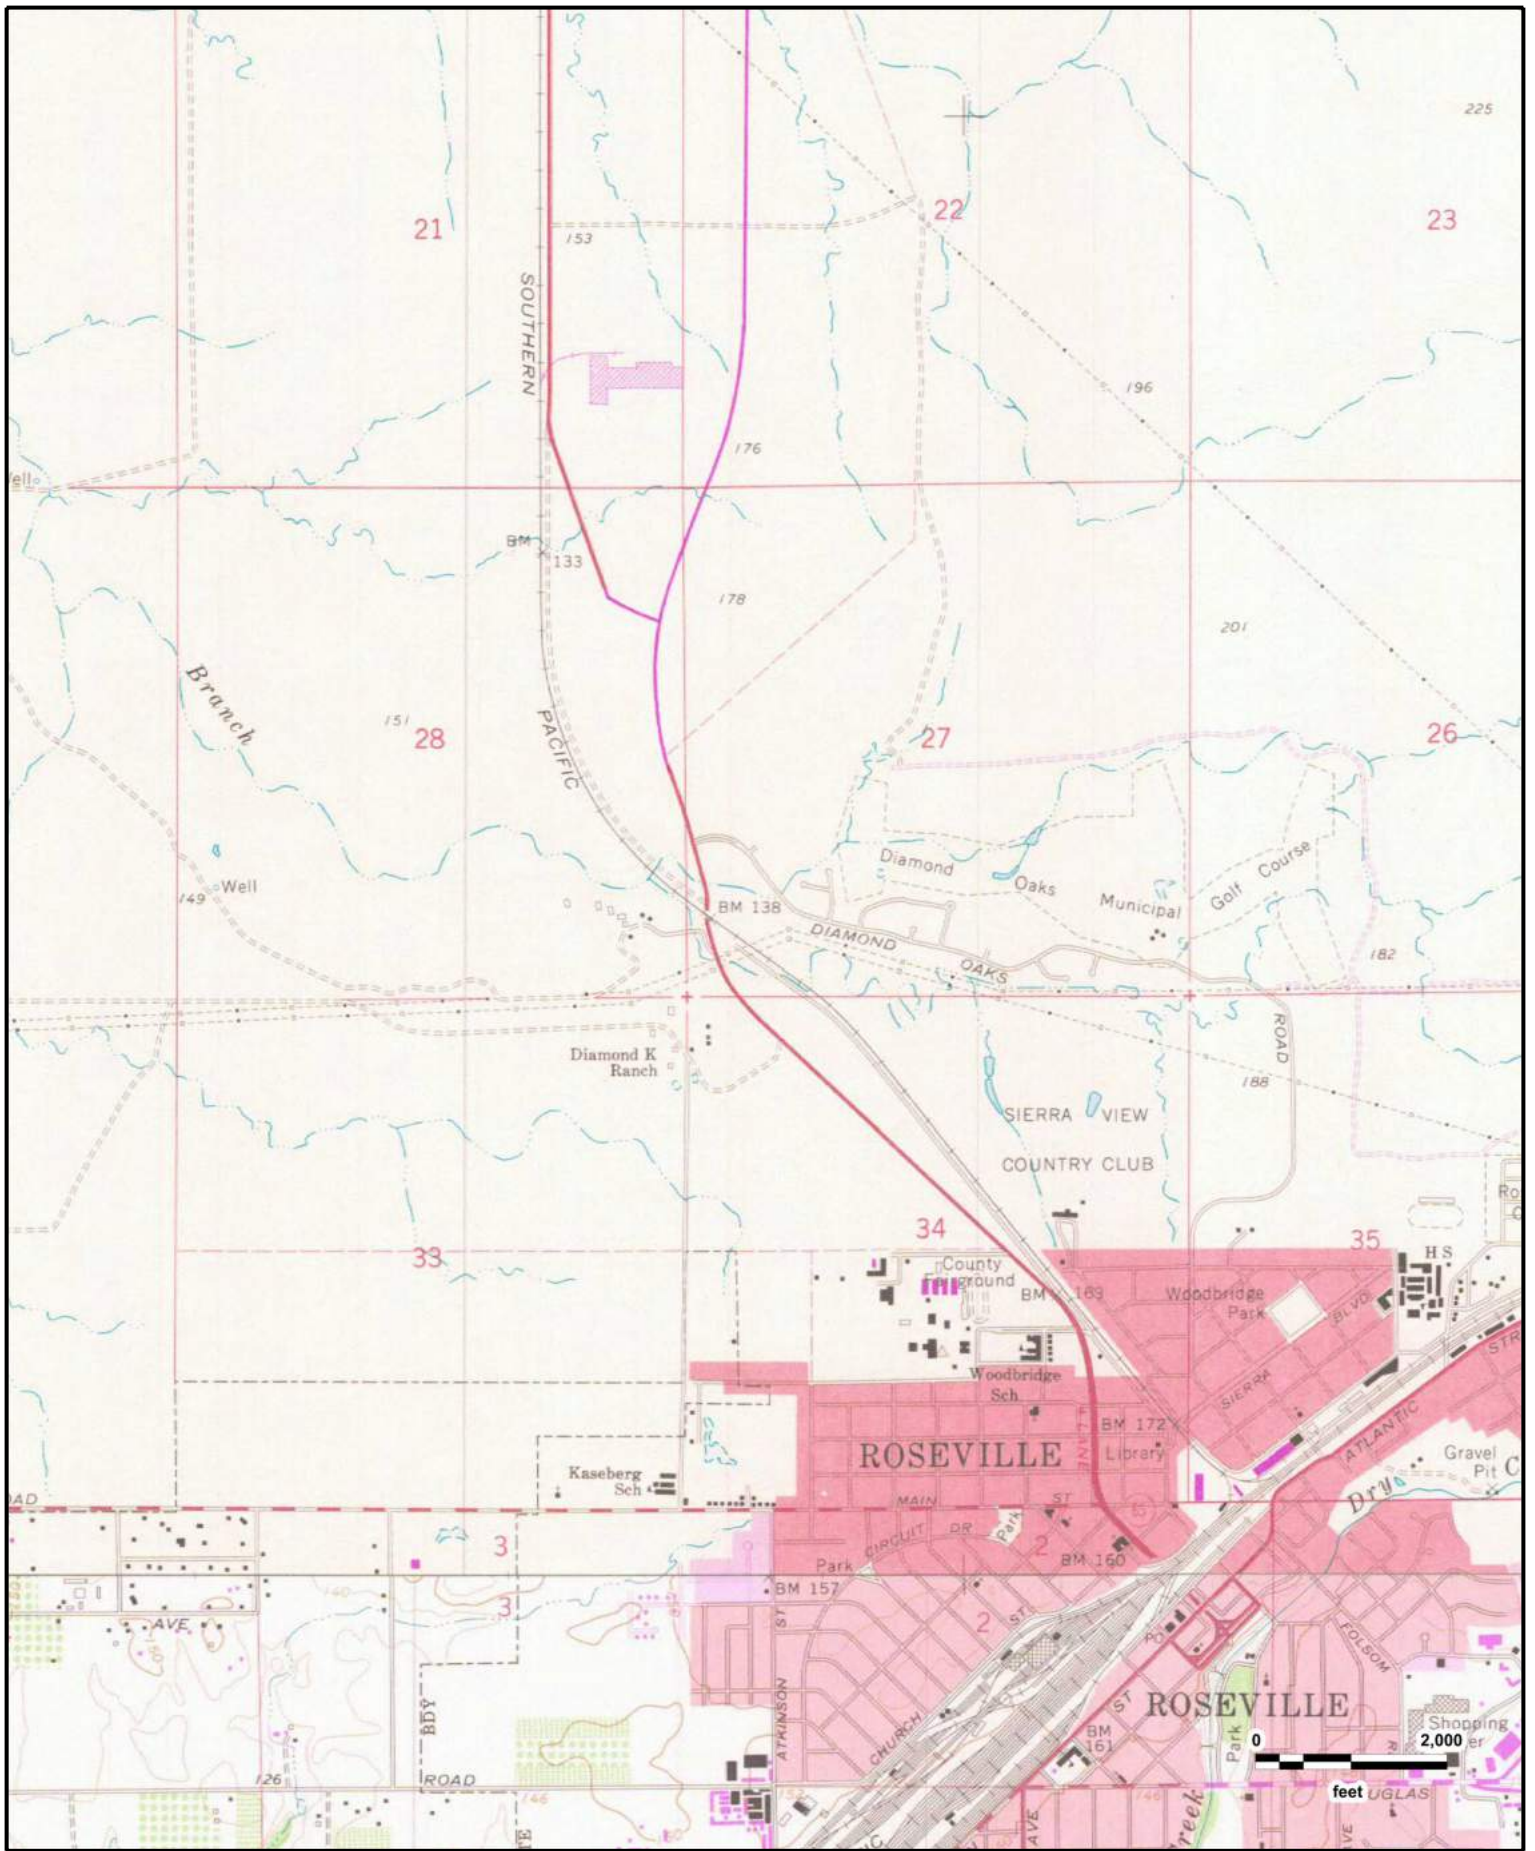 225
21
22
23
153
SOUTHERN
196
176
BM
133
178
201
Branch
151
28
PACIFIC
27
26
Diamond
Oaks
Municipal
Golf Course
Well
149
BM 138
DIAMOND
OAKS
182
ROAD
Diamond K
Ranch
188
SIERRA VIEW
COUNTRY CLUB
34
35
33
HS
County
Fairground
BM 163
Woodbridge
Park
BLVD
Woodbridge
Sch
SIERRA
BM 172
Library
ATLANTIC
ROSEVILLE
Gravel
Pit
Kaseberg
Sch
Dry
MAIN
ST
CIRCUIT DR
Park
3
2
Park
BM 160
BM 157
3
2
ST
ST
AVE
PO
FOLSOM
BDY
ATKINSON
ROSEVILLE
ST
CHURCH
BM
161
Park
Shopping
0
2,000
feet
126
ROAD
146
152
146
UGLAS
AVE